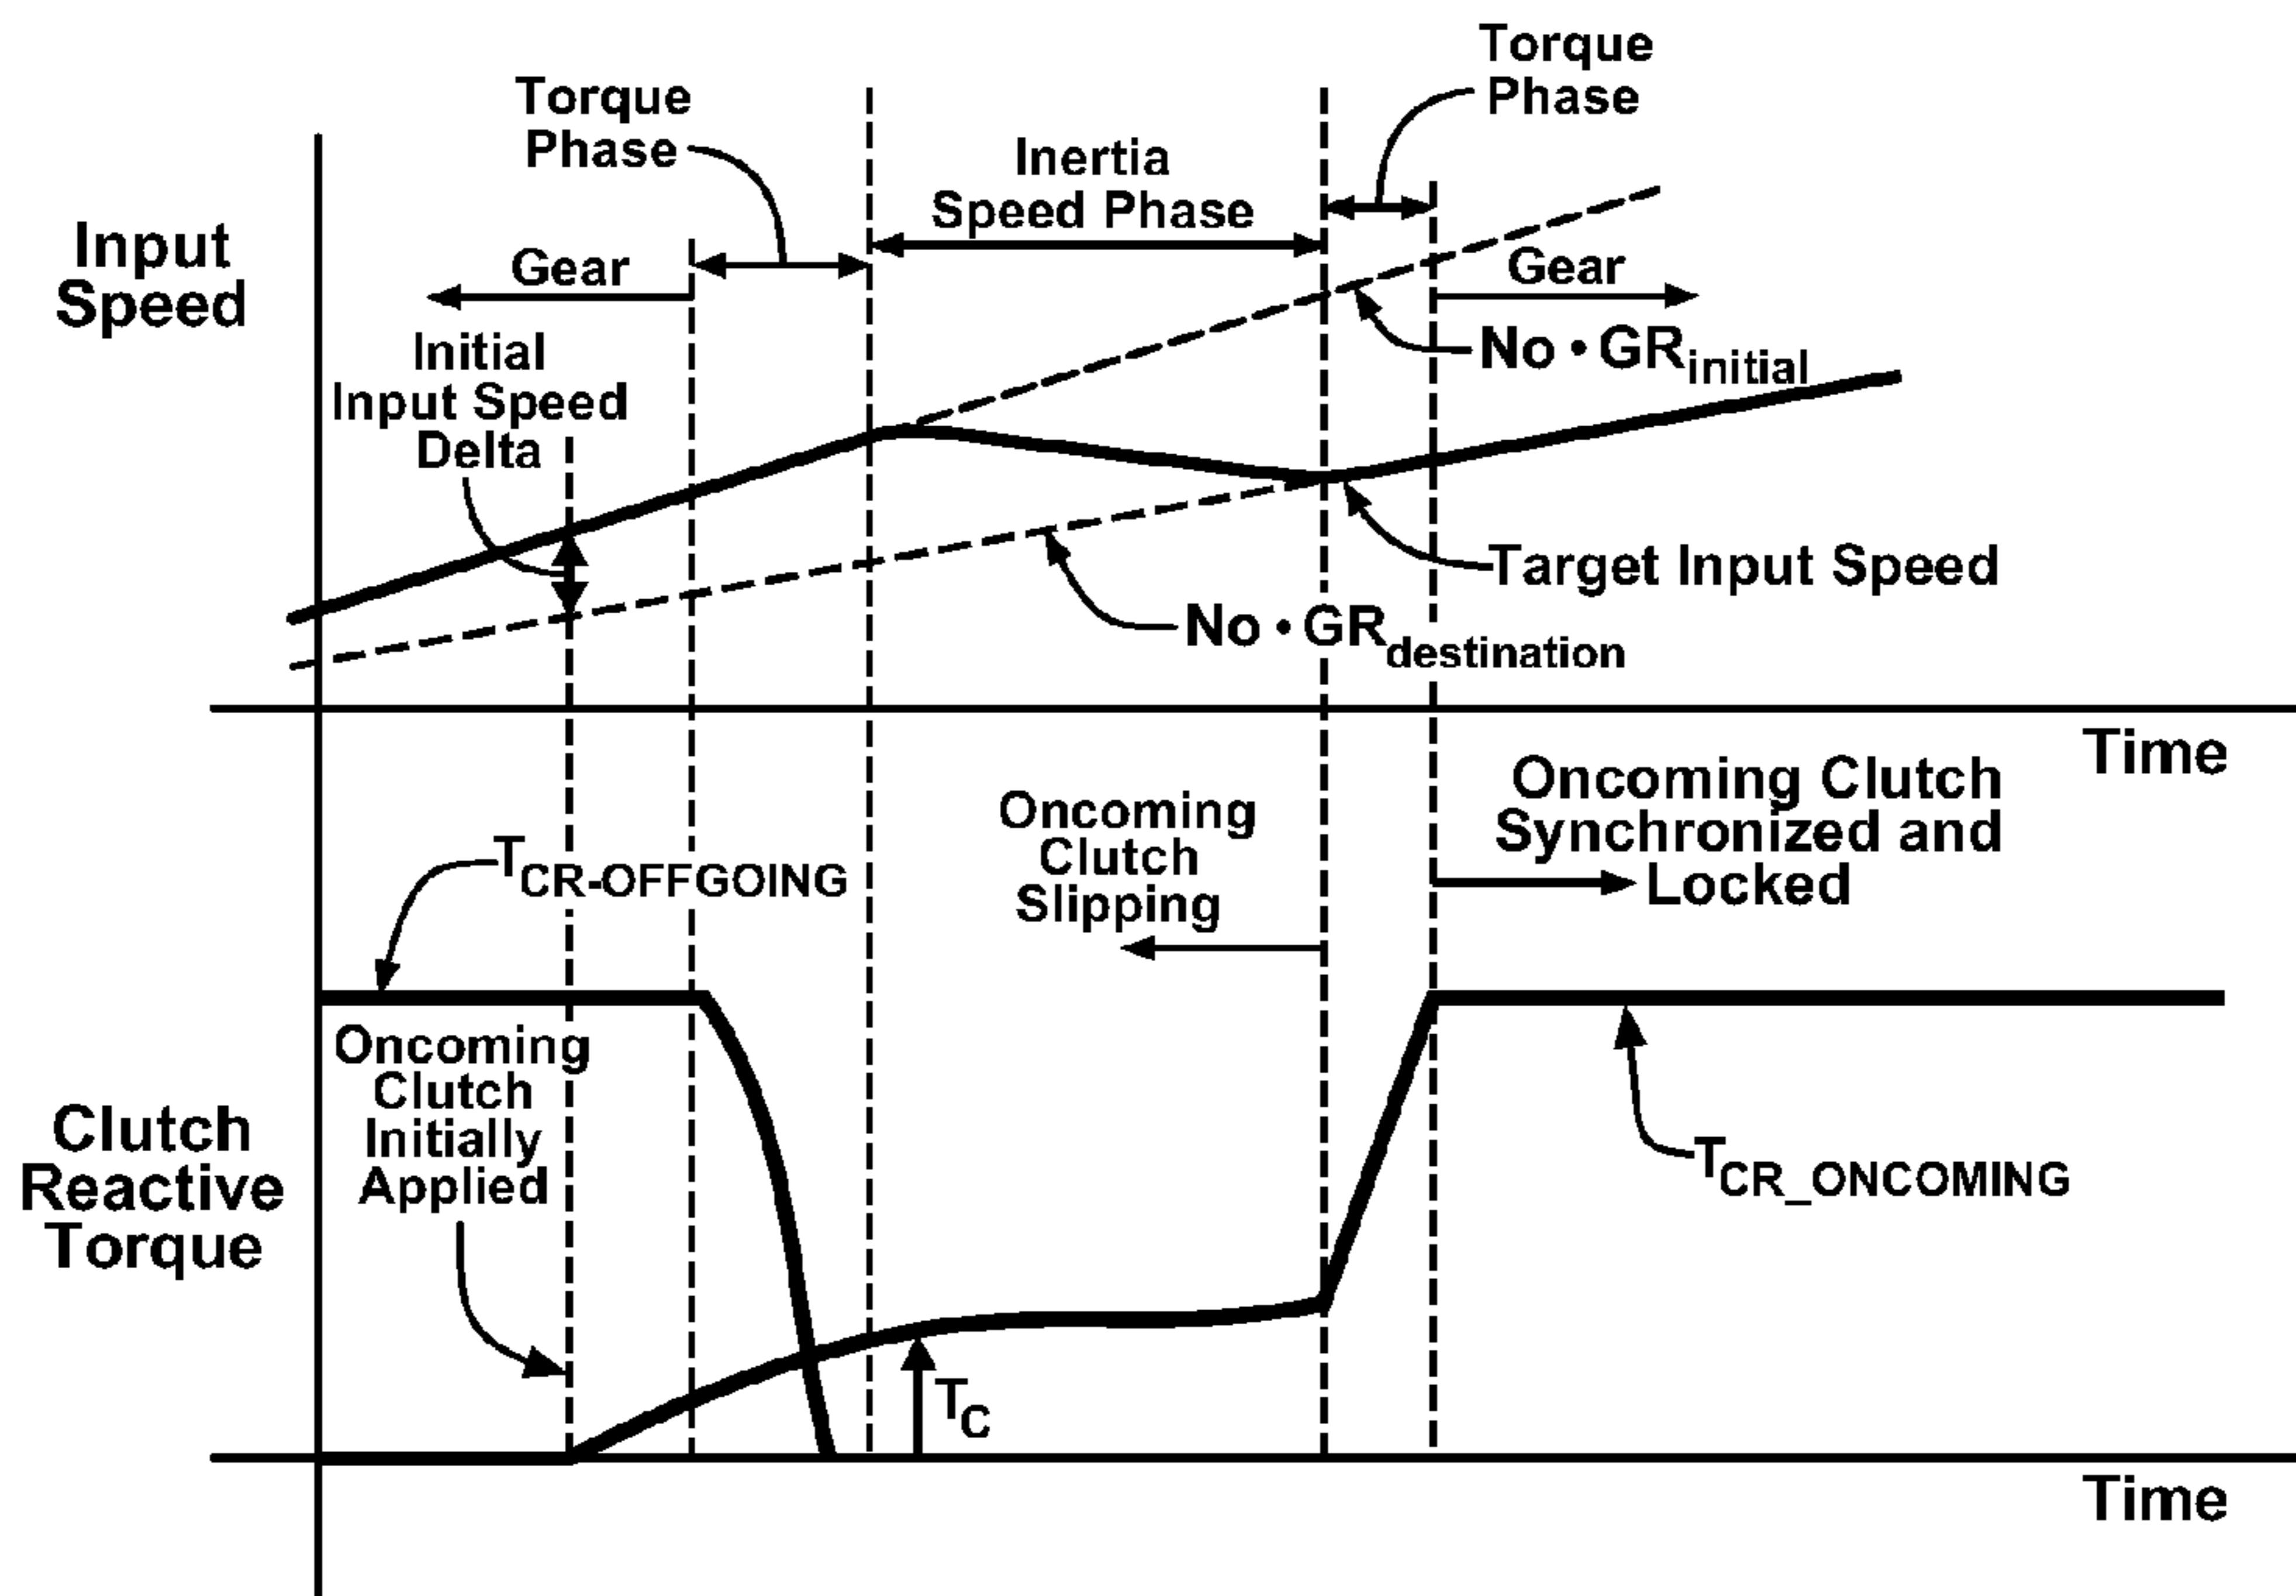 Torque
Phase
Torque
Phase
Inertia
Speed Phase
Input
Speed
Gear
Gear
Initial
Input Speed
Delta
No • GRinitial
Target Input Speed
No • GRdestination
Time
Oncoming Clutch
Synchronized and
Locked
Oncoming
Clutch
Slipping
TCR-OFFGOING
Oncoming
Clutch
Initially
Applied
Clutch
Reactive
Torque
TCR_ONCOMING
TC
Time